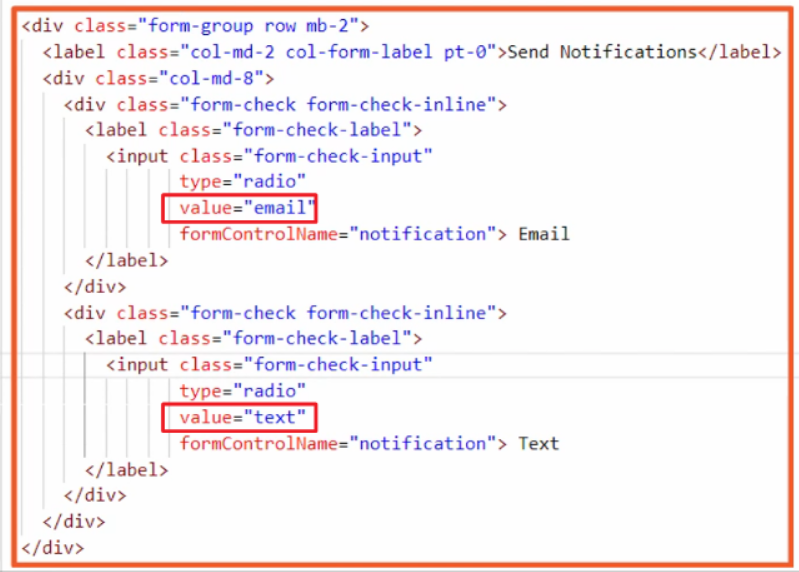 <div class="form-group row mb-2">
<label class="col-md-2 col-form-label pt-0">Send Notifications</label>
<div class="col-md-8">
<div class="form-check form-check-inline">
<label class="form-check-label">
<input class="form-check-input"
type="radio"
value="email"
formControlName="notification"> Email
</label>
</div>
<div class="form-check form-check-inline">
<label class="form-check-label">
<input class="form-check-input"
type="radio"
value="text"
formControlName="notification"> Text
</label>
</div>
</div>
</div>